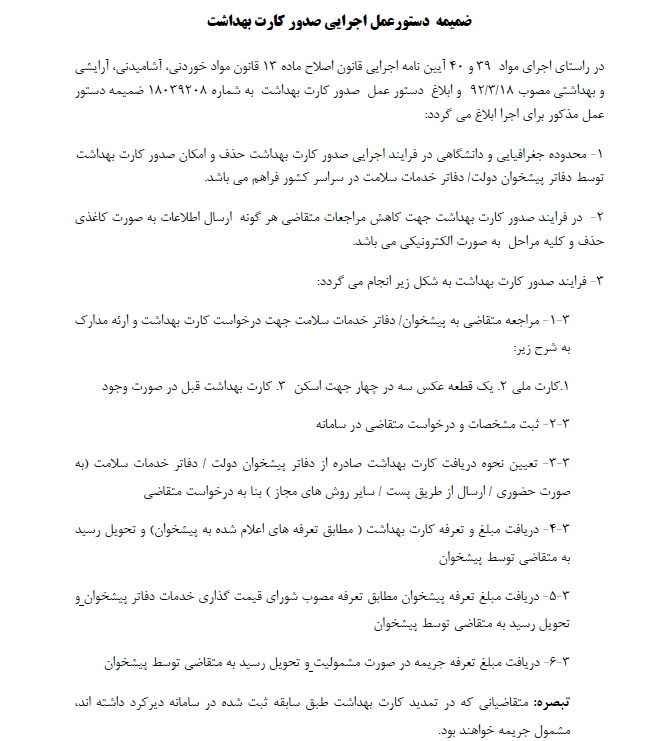 ضمیمه دستورعمل اجرایی صدور کارت بهداشت
در راستای اجرای مواد ۳۹ و ۴۰ آیین نامه اجرایی قانون اصلاح ماده ۱۳ قانون مواد خوردنی، آشامیدنی، آرایشی
و بهداشتی مصوب ۹۲/۳/۱۸ و ابلاغ دستور عمل صدور کارت بهداشت به شماره ۱۸۰۳۹۲۰۸ ضمیمه دستور
عمل مذکور برای اجرا ابلاغ می گردد:
۱- محدوده جغرافیایی و دانشگاهی در فرایند اجرایی صدور کارت بهداشت حذف و امکان صدور کارت بهداشت
توسط دفاتر پیشخوان دولت/ دفاتر خدمات سلامت در سراسر کشور فراهم می باشد.
۲- در فرایند صدور کارت بهداشت جهت کاهش مراجعات متقاضی هر گونه ارسال اطلاعات به صورت کاغذی
حذف و کلیه مراحل به صورت الکترونیکی می باشد.
۳- فرایند صدور کارت بهداشت به شکل زیر انجام می گردد:
۳-۱- مراجعه متقاضی به پیشخوان/ دفاتر خدمات سلامت جهت درخواست کارت بهداشت و ارئه مدارک
به شرح زیر:
۱.کارت ملی ۲. یک قطعه عکس سه در چهار جهت اسکن ۳. کارت بهداشت قبل در صورت وجود
۳-۲- ثبت مشخصات و درخواست متقاضی در سامانه
۳-۳- تعیین نحوه دریافت کارت بهداشت صادره از دفاتر پیشخوان دولت / دفاتر خدمات سلامت (به
صورت حضوری / ارسال از طریق پست / سایر روش های مجاز ) بنا به درخواست متقاضی
۳-۴- دریافت مبلغ و تعرفه کارت بهداشت ( مطابق تعرفه های اعلام شده به پیشخوان) و تحویل رسید
به متقاضی توسط پیشخوان
۳-۵- دریافت مبلغ تعرفه پیشخوان مطابق تعرفه مصوب شورای قیمت گذاری خدمات دفاتر پیشخوان و
تحویل رسید به متقاضی توسط پیشخوان
۳-۶- دریافت مبلغ تعرفه جریمه در صورت مشمولیت و تحویل رسید به متقاضی توسط پیشخوان
تبصره: متقاضیانی که در تمدید کارت بهداشت طبق سابقه ثبت شده در سامانه دیرکرد داشته اند،
مشمول جریمه خواهند بود.